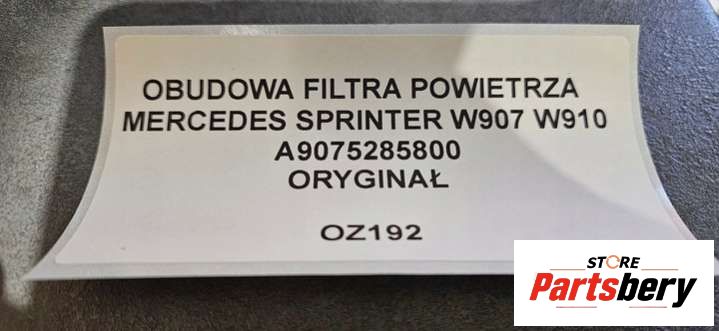 OBUDOWA FILTRA POWIETRZA
MERCEDES SPRINTER W907 W910
A9075285800
ORYGINAŁ
OZ192
STORE
Partsbery